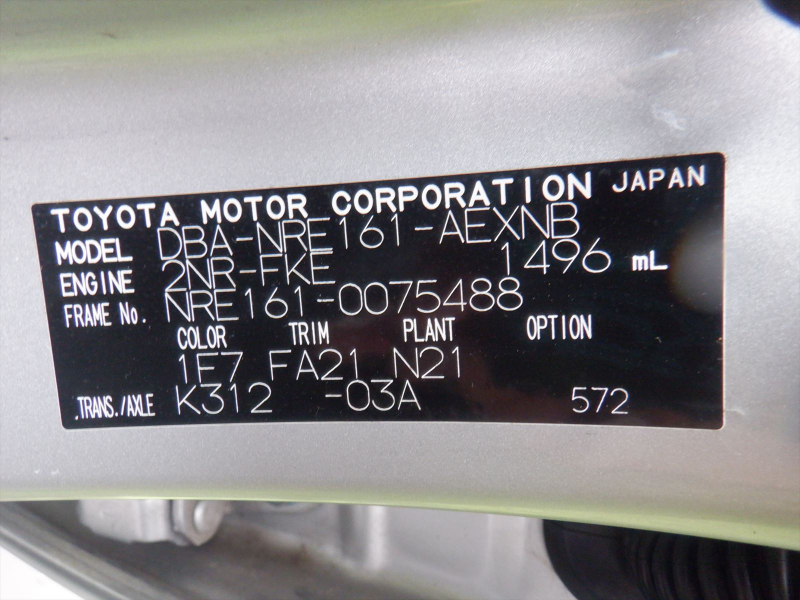 TOYOTA MOTOR CORPORATION JAPAN
MODEL DBA-NRE161-AEXNB
ENGINE 2NR-FKE 1496 mL
FRAME No. NRE161-0075488
COLOR TRIM PLANT OPTION
1F7 FA21 N21
TRANS./AXLE K312 -03A 572